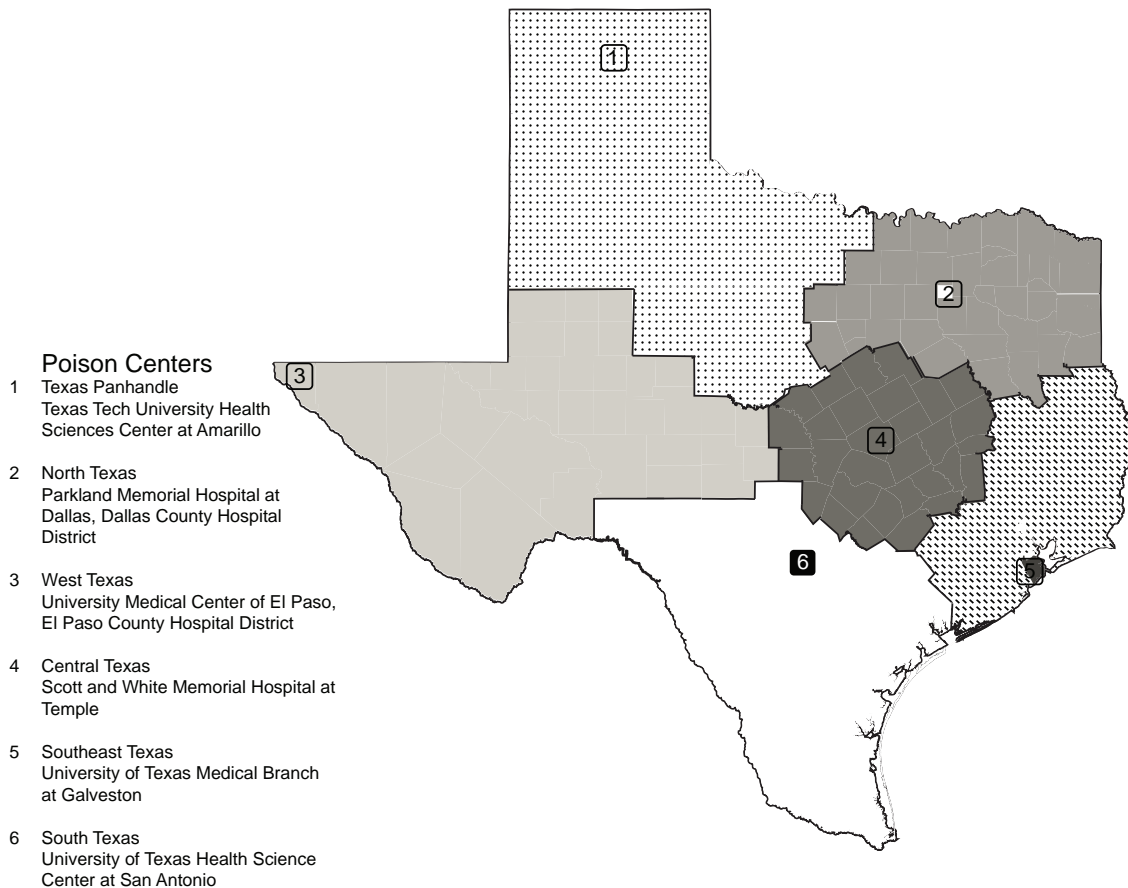 1
2
3
4
5
6
Poison Centers
1 Texas Panhandle
Texas Tech University Health
Sciences Center at Amarillo
2 North Texas
Parkland Memorial Hospital at
Dallas, Dallas County Hospital
District
3 West Texas
University Medical Center of El Paso,
El Paso County Hospital District
4 Central Texas
Scott and White Memorial Hospital at
Temple
5 Southeast Texas
University of Texas Medical Branch
at Galveston
6 South Texas
University of Texas Health Science
Center at San Antonio